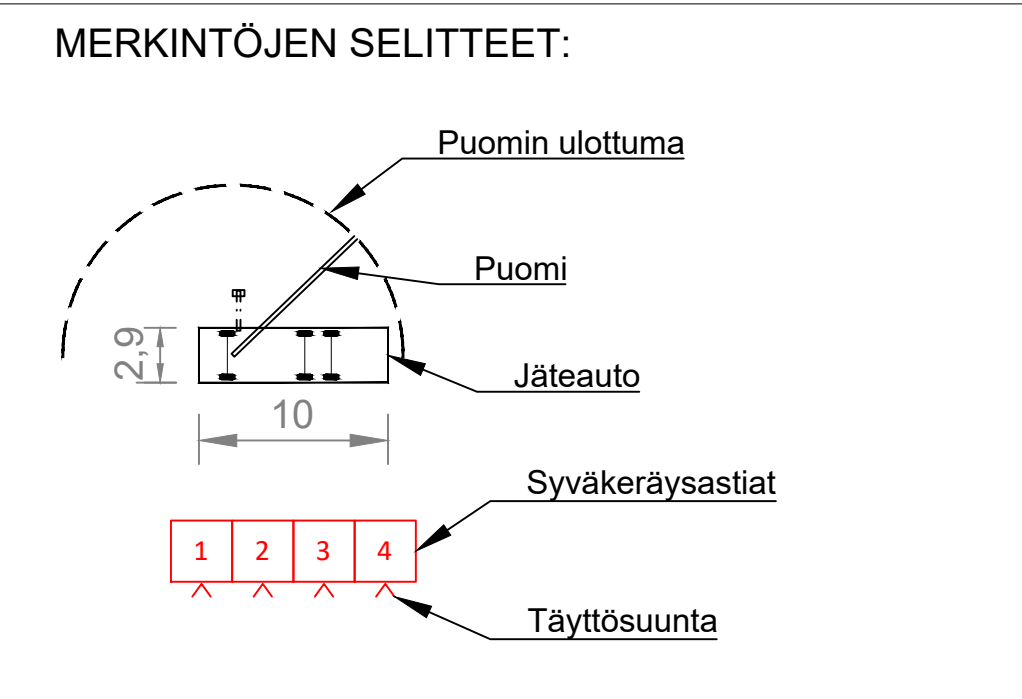 MERKINTÖJEN SELITTEET:
Puomin ulottuma
Puomi
2,9
Jäteauto
10
Syväkeräysastiat
1 2 3 4
Täyttösuunta